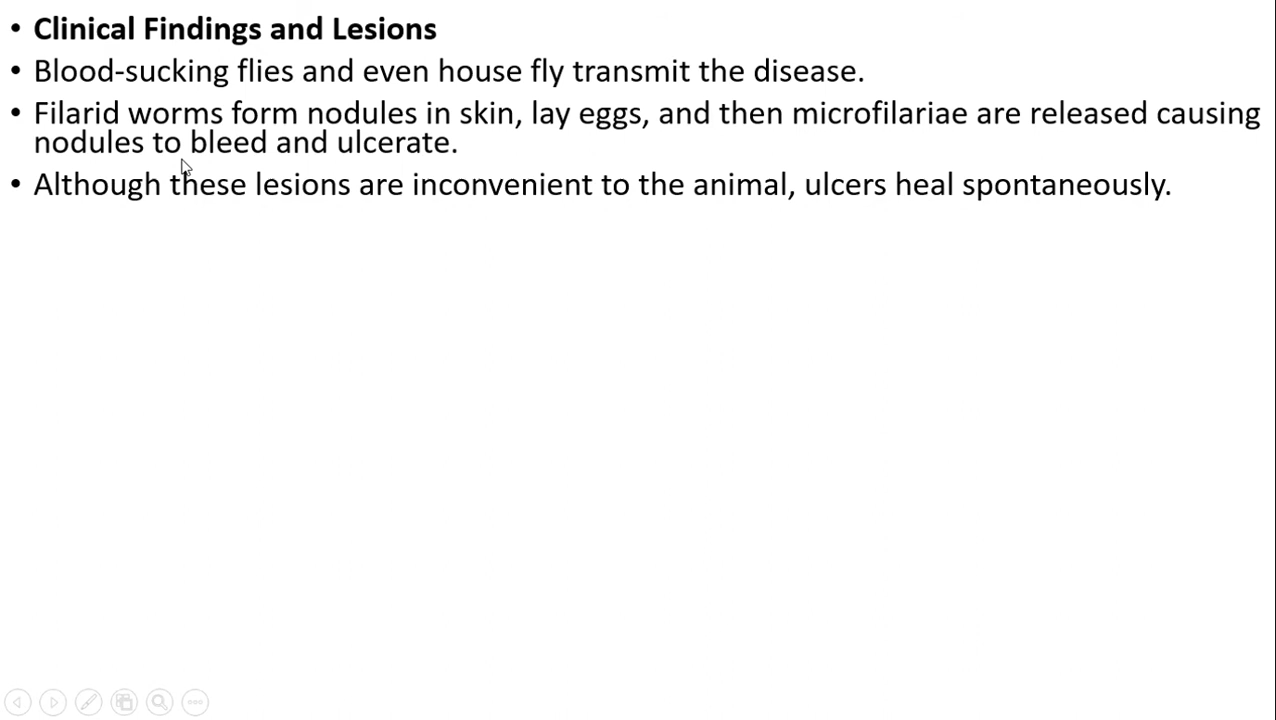 • Clinical Findings and Lesions
• Blood-sucking flies and even house fly transmit the disease.
• Filarid worms form nodules in skin, lay eggs, and then microfilariae are released causing
nodules to bleed and ulcerate.
• Although these lesions are inconvenient to the animal, ulcers heal spontaneously.